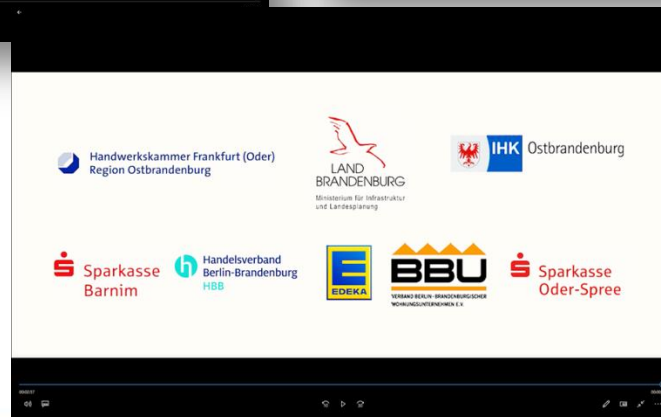 Handwerkskammer Frankfurt (Oder)
Region Ostbrandenburg
LAND
BRANDENBURG
Ministerium für Infrastruktur
und Landesplanung
IHK Ostbrandenburg
Sparkasse
Barnim
Handelsverband
Berlin-Brandenburg
HBB
EDEKA
BBU
VERBAND BERLIN-BRANDENBURGISCHER
WOHNUNGSUNTERNEHMEN E.V.
Sparkasse
Oder-Spree